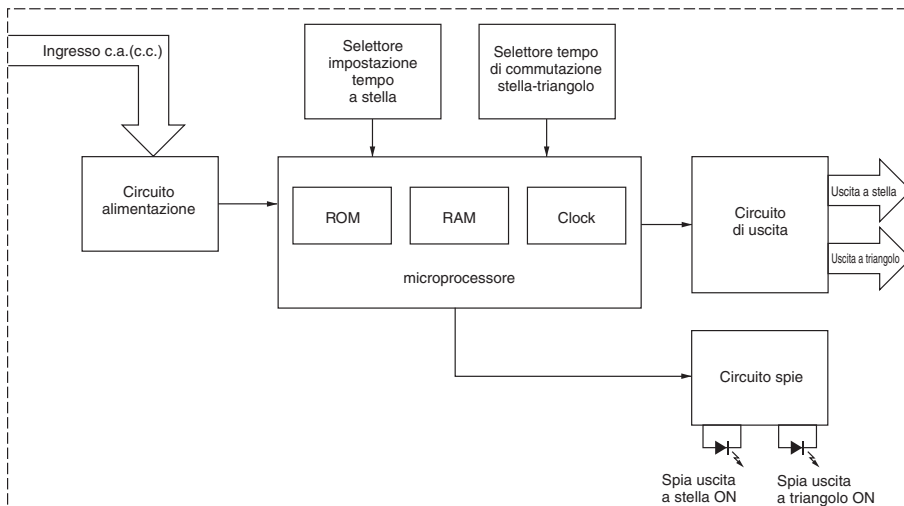 Ingresso c.a.(c.c.)
Selettore
impostazione
tempo
a stella
Selettore tempo
di commutazione
stella-triangolo
Circuito
alimentazione
ROM
RAM
Clock
microprocessore
Circuito
di uscita
Uscita a stella
Uscita a triangolo
Circuito spie
Spia uscita
a stella ON
Spia uscita
a triangolo ON